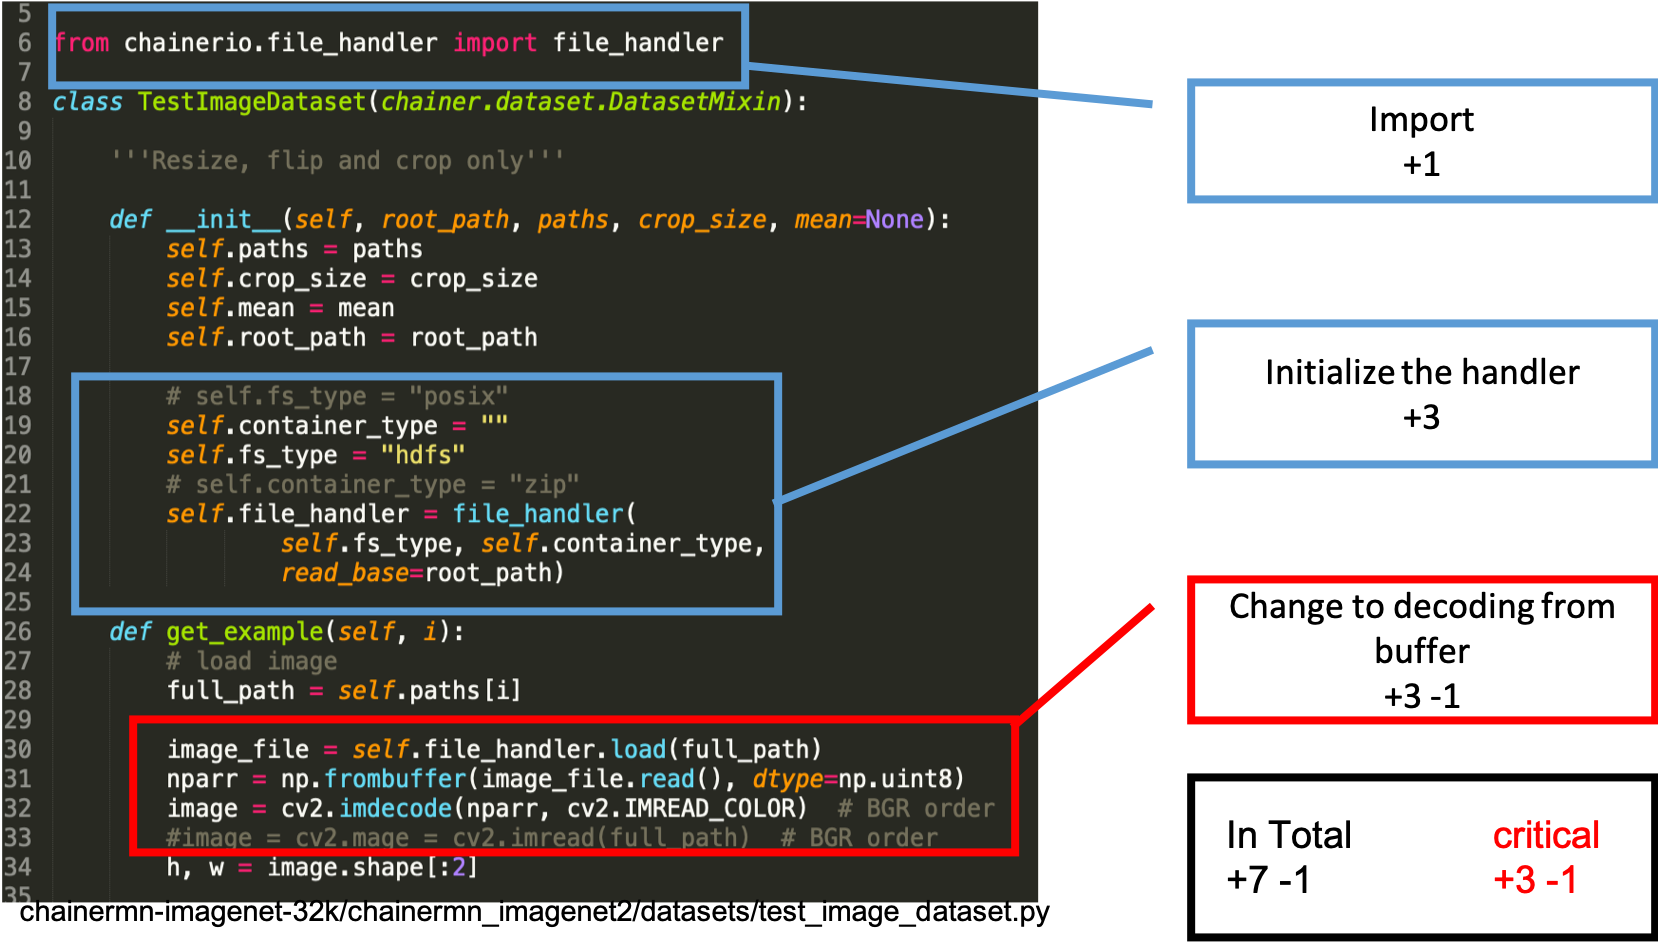 5
6 from chainerio.file_handler import file_handler
7
8 class TestImageDataset(chainer.dataset.DatasetMixin):
9
10     '''Resize, flip and crop only'''
11
12     def __init__(self, root_path, paths, crop_size, mean=None):
13         self.paths = paths
14         self.crop_size = crop_size
15         self.mean = mean
16         self.root_path = root_path
17
18         # self.fs_type = "posix"
19         self.container_type = ""
20         self.fs_type = "hdfs"
21         # self.container_type = "zip"
22         self.file_handler = file_handler(
23                 self.fs_type, self.container_type,
24                 read_base=root_path)
25
26     def get_example(self, i):
27         # load image
28         full_path = self.paths[i]
29
30         image_file = self.file_handler.load(full_path)
31         nparr = np.frombuffer(image_file.read(), dtype=np.uint8)
32         image = cv2.imdecode(nparr, cv2.IMREAD_COLOR)  # BGR order
33         #image = cv2.mage = cv2.imread(full_path)  # BGR order
34         h, w = image.shape[:2]
35
chainermn-imagenet-32k/chainermn_imagenet2/datasets/test_image_dataset.py
Import
+1
Initialize the handler
+3
Change to decoding from
buffer
+3 -1
In Total critical
+7 -1 +3 -1